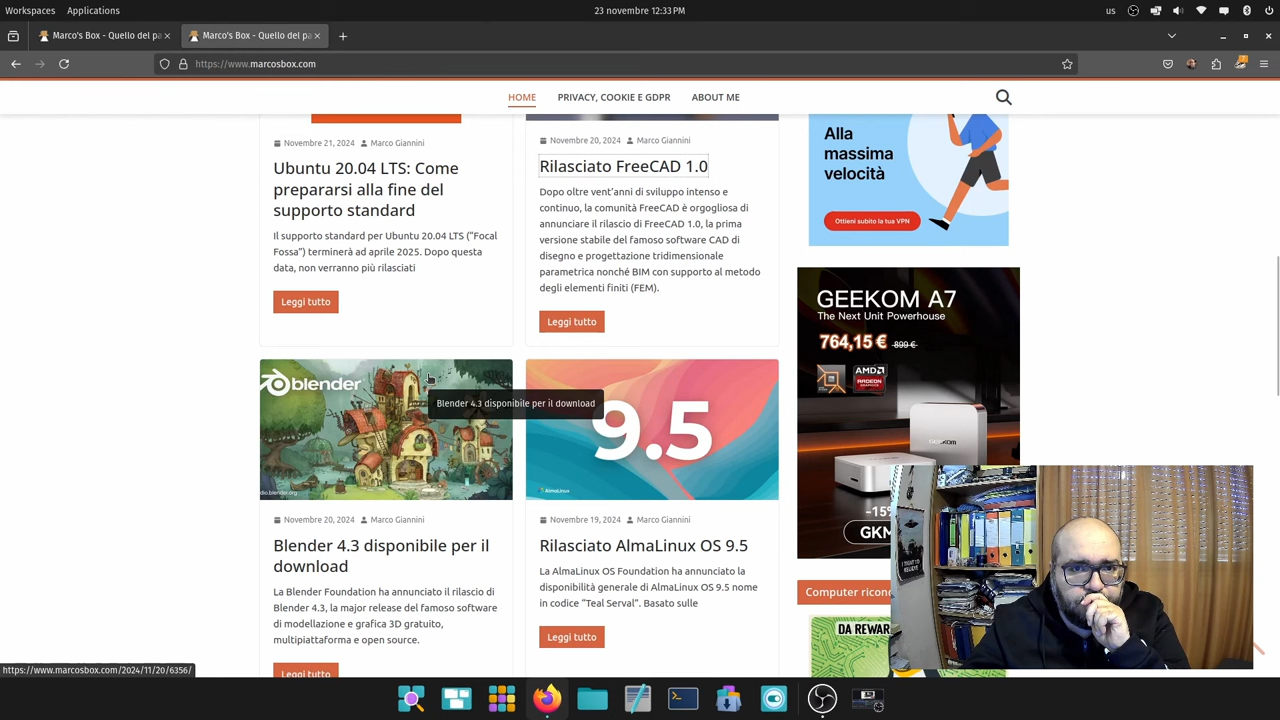 Workspaces Applications 23 novembre 12:33 PM us
Marco's Box - Quello del pa Marco's Box - Quello del pa
https://www.marcosbox.com
HOME PRIVACY, COOKIE E GDPR ABOUT ME
Novembre 21, 2024 Marco Giannini
Ubuntu 20.04 LTS: Come
prepararsi alla fine del
supporto standard
Il supporto standard per Ubuntu 20.04 LTS (“Focal
Fossa”) terminerà ad aprile 2025. Dopo questa
data, non verranno più rilasciati
Leggi tutto
Novembre 20, 2024 Marco Giannini
Rilasciato FreeCAD 1.0
Dopo oltre vent’anni di sviluppo intenso e
continuo, la comunità FreeCAD è orgogliosa di
annunciare il rilascio di FreeCAD 1.0, la prima
versione stabile del famoso software CAD di
disegno e progettazione tridimensionale
parametrica nonché BIM con supporto al metodo
degli elementi finiti (FEM).
Leggi tutto
blender
Blender 4.3 disponibile per il download
9.5
AlmaLinux
Novembre 20, 2024 Marco Giannini
Blender 4.3 disponibile per il
download
La Blender Foundation ha annunciato il rilascio di
Blender 4.3, la major release del famoso software
di modellazione e grafica 3D gratuito,
multipiattaforma e open source.
Leggi tutto
Novembre 19, 2024 Marco Giannini
Rilasciato AlmaLinux OS 9.5
La AlmaLinux OS Foundation ha annunciato la
disponibilità generale di AlmaLinux OS 9.5 nome
in codice “Teal Serval”. Basato sulle
Leggi tutto
Alla
massima
velocità
Ottieni subito la tua VPN
GEEKOM A7
The Next Unit Powerhouse
764,15 € 899 €
AMD
RADEON
GEEKOM
-15%
GKM
Computer ricon
DA REWAR
I WANT TO
BELIEVE
https://www.marcosbox.com/2024/11/20/6356/